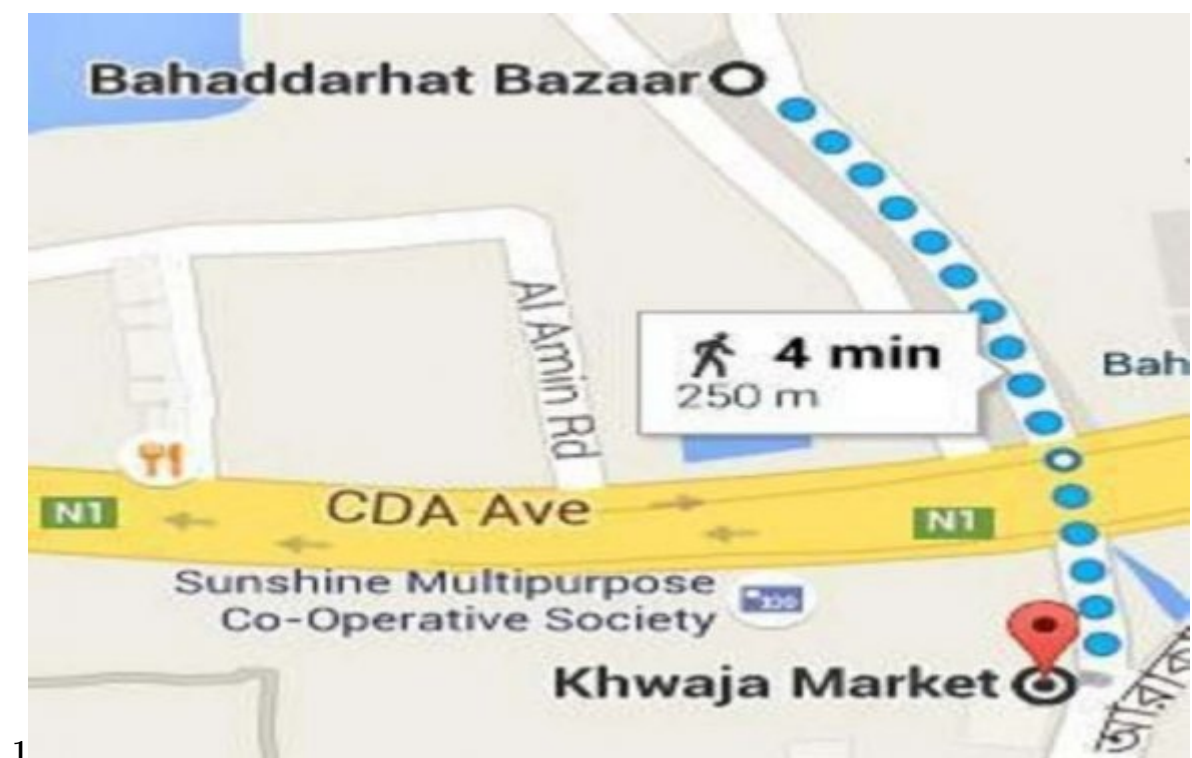 Bahaddarhat Bazaar
Al Amin Rd
4 min
250 m
Bah
CDA Ave
N1
N1
Sunshine Multipurpose
Co-Operative Society
Khwaja Market
1